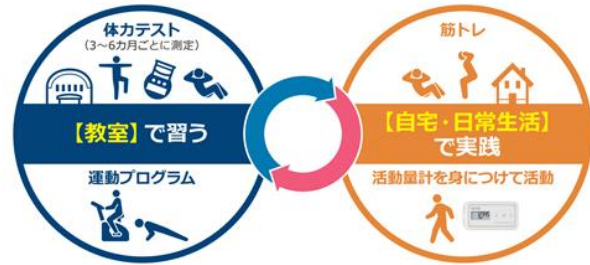 体力テスト
(3〜6カ月ごとに測定)
【教室】で習う
運動プログラム
筋トレ
【自宅・日常生活】
で実践
活動量計を身につけて活動